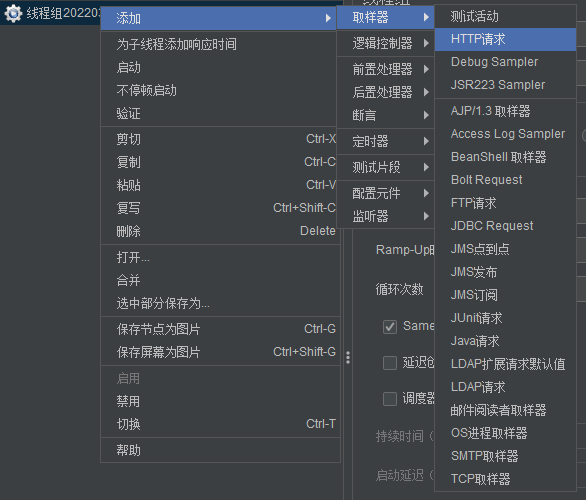 线程组
线程组2022
添加
为子线程添加响应时间
启动
不停顿启动
验证
剪切 Ctrl-X
复制 Ctrl-C
粘贴 Ctrl-V
复写 Ctrl+Shift-C
删除 Delete
打开...
合并
选中部分保存为...
保存节点为图片 Ctrl-G
保存屏幕为图片 Ctrl+Shift-G
启用
禁用
切换 Ctrl-T
帮助
取样器
逻辑控制器
前置处理器
后置处理器
断言
定时器
测试片段
配置元件
监听器
测试活动
HTTP请求
Debug Sampler
JSR223 Sampler
AJP/1.3 取样器
Access Log Sampler
BeanShell 取样器
Bolt Request
FTP请求
JDBC Request
JMS点到点
JMS发布
JMS订阅
JUnit请求
Java请求
LDAP扩展请求默认值
LDAP请求
邮件阅读者取样器
OS进程取样器
SMTP取样器
TCP取样器
Ramp-Up
循环次数
Same
延迟创
调度器
持续时间（
启动延迟（